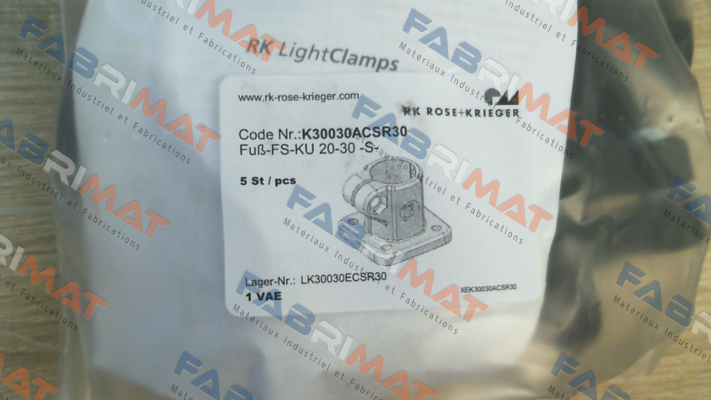 RK LightClamps
www.rk-rose-krieger.com
RK ROSE+KRIEGER
Code Nr.:K30030ACSR30
Fuß-FS-KU 20-30 -S-
5 St / pcs
Lager-Nr.: LK30030ECSR30
1 VAE
XEK30030ACSR30
FABRIMAT
Materiaux Industriel et Fabrications